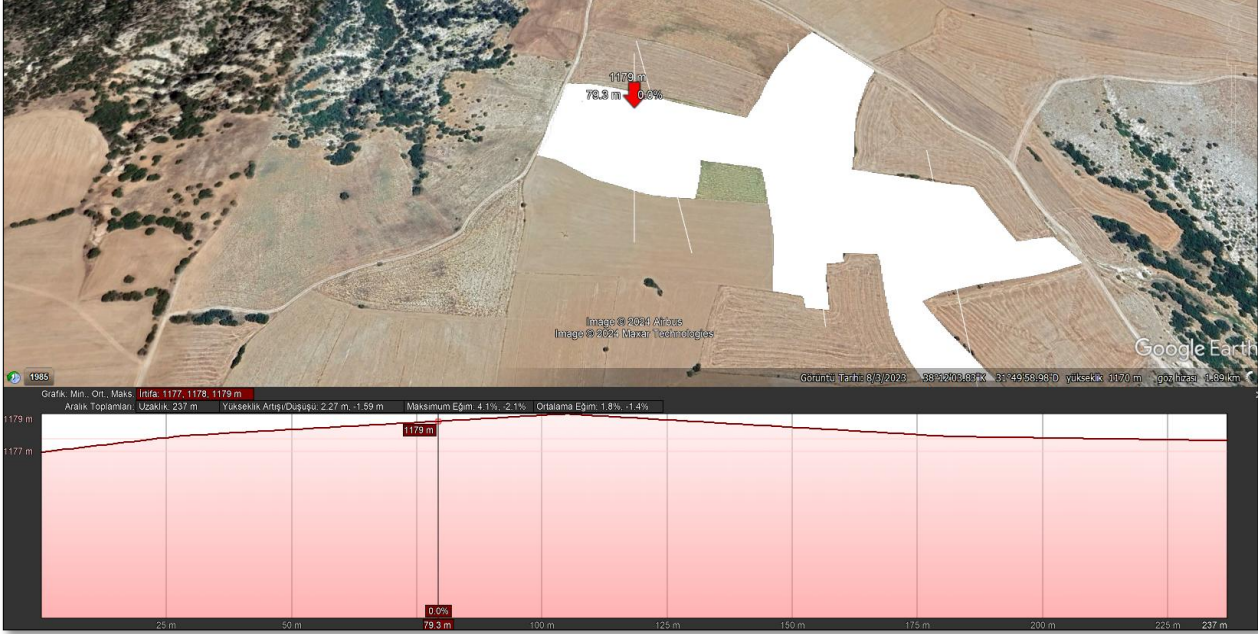 1179 m
79.3 m 0.0%
Image © 2024 Airbus
Image © 2024 Maxar Technologies
Google Earth
1985
Görüntü Tarihi: 8/3/2023 38°12'03.83"K 31°49'58.98"D yükseklik 1170 m göz hizası 1.89 km
Grafik: Min., Ort., Maks. İrtifa: 1177, 1178, 1179 m
Aralık Toplamları: Uzaklık: 237 m Yükseklik Artışı/Düşüşü: 2.27 m, -1.59 m Maksimum Eğim: 4.1%, -2.1% Ortalama Eğim: 1.8%, -1.4%
1179 m
1179 m
1177 m
0.0%
25 m 50 m 79.3 m 100 m 125 m 150 m 175 m 200 m 225 m 237 m